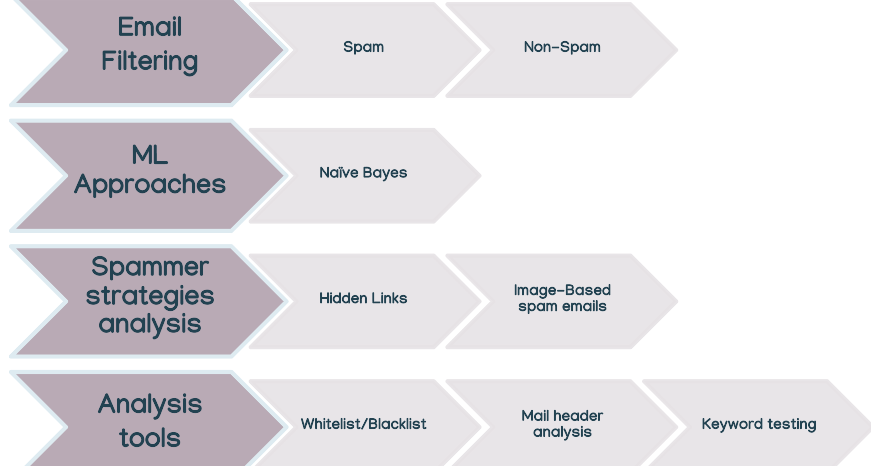 Email
Filtering
Spam
Non-Spam
ML
Approaches
Naïve Bayes
Spammer
strategies
analysis
Hidden Links
Image-Based
spam emails
Analysis
tools
Whitelist/Blacklist
Mail header
analysis
Keyword testing